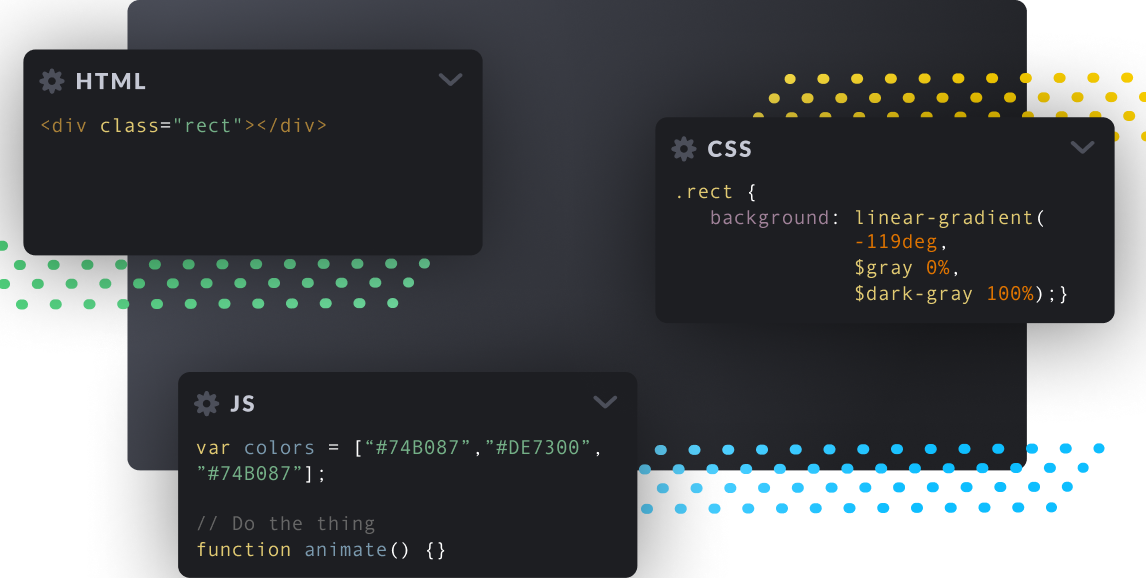 HTML
<div class="rect"></div>
CSS
.rect {
background: linear-gradient(
-119deg,
$gray 0%,
$dark-gray 100%);}
JS
var colors = [“#74B087”,”#DE7300”,
”#74B087”];
// Do the thing
function animate() {}